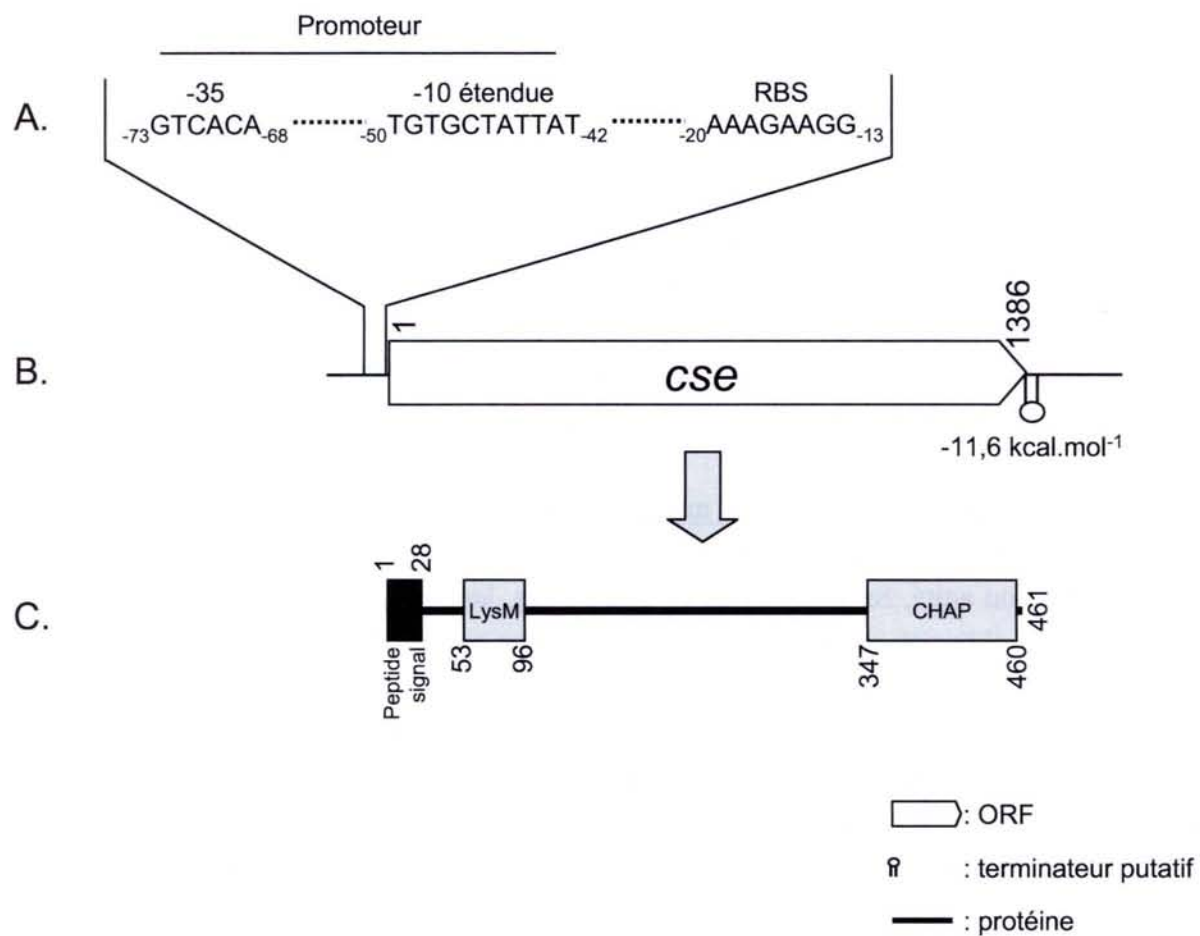 Promoteur
-35 -10 étendue RBS
A. -73GTCACA-68 -50TGTGCTATTAT-42 -20AAAGAAGG-13
1 1386
B. cse
-11,6 kcal.mol-1
1 28
C. LysM CHAP 461
Peptide signal 53 96 347 460
: ORF
: terminateur putatif
: protéine